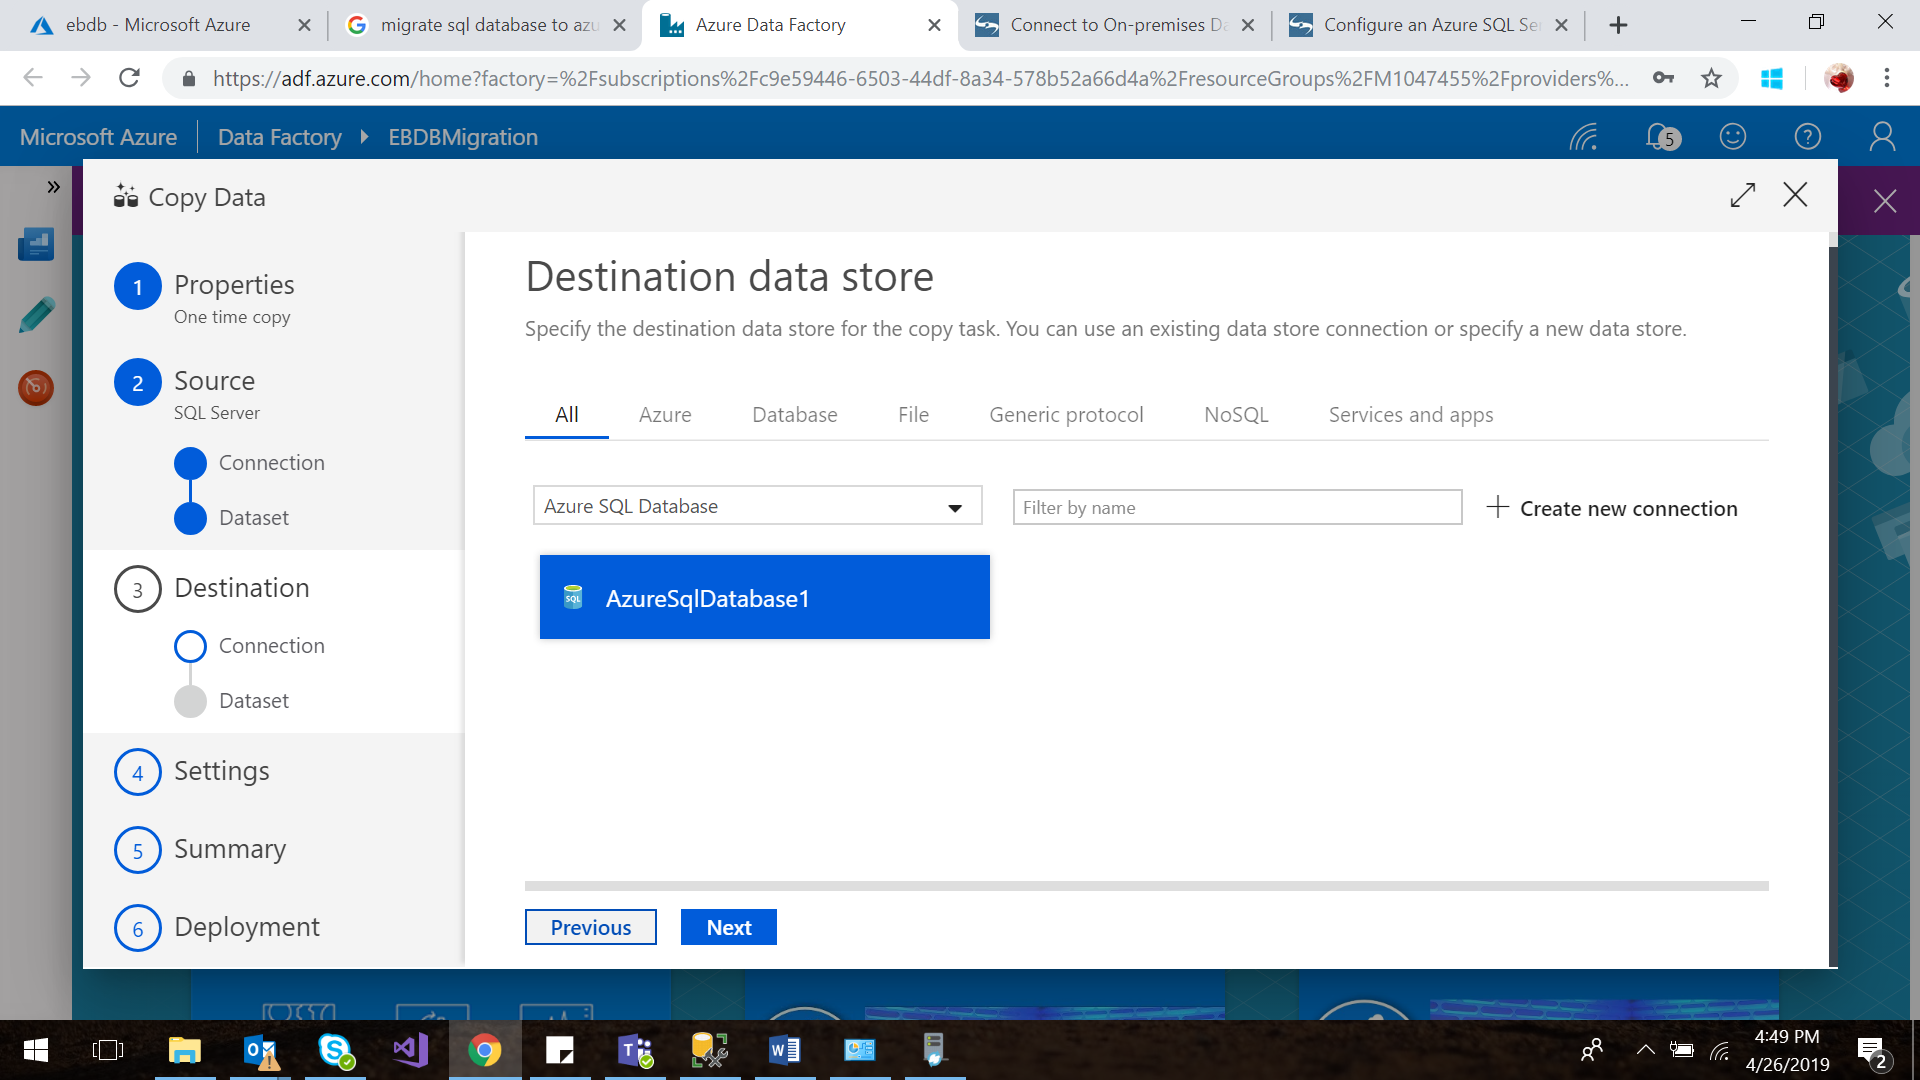 ebdb - Microsoft Azure
migrate sql database to azu
Azure Data Factory
Connect to On-premises Da
Configure an Azure SQL Ser
https://adf.azure.com/home?factory=%2Fsubscriptions%2Fc9e59446-6503-44df-8a34-578b52a66d4a%2FresourceGroups%2FM1047455%2Fproviders%...
Microsoft Azure
Data Factory
EBDBMigration
5
Copy Data
1
Properties
One time copy
2
Source
SQL Server
Connection
Dataset
3
Destination
Connection
Dataset
4
Settings
5
Summary
6
Deployment
Destination data store
Specify the destination data store for the copy task. You can use an existing data store connection or specify a new data store.
All
Azure
Database
File
Generic protocol
NoSQL
Services and apps
Azure SQL Database
Filter by name
Create new connection
SQL
AzureSqlDatabase1
Previous
Next
4:49 PM
4/26/2019
2